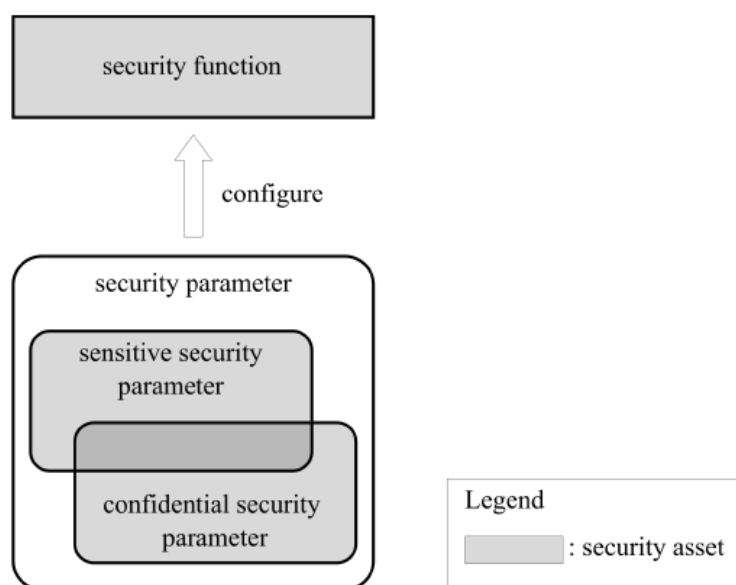 security function
configure
security parameter
sensitive security
parameter
confidential security
parameter
Legend
: security asset